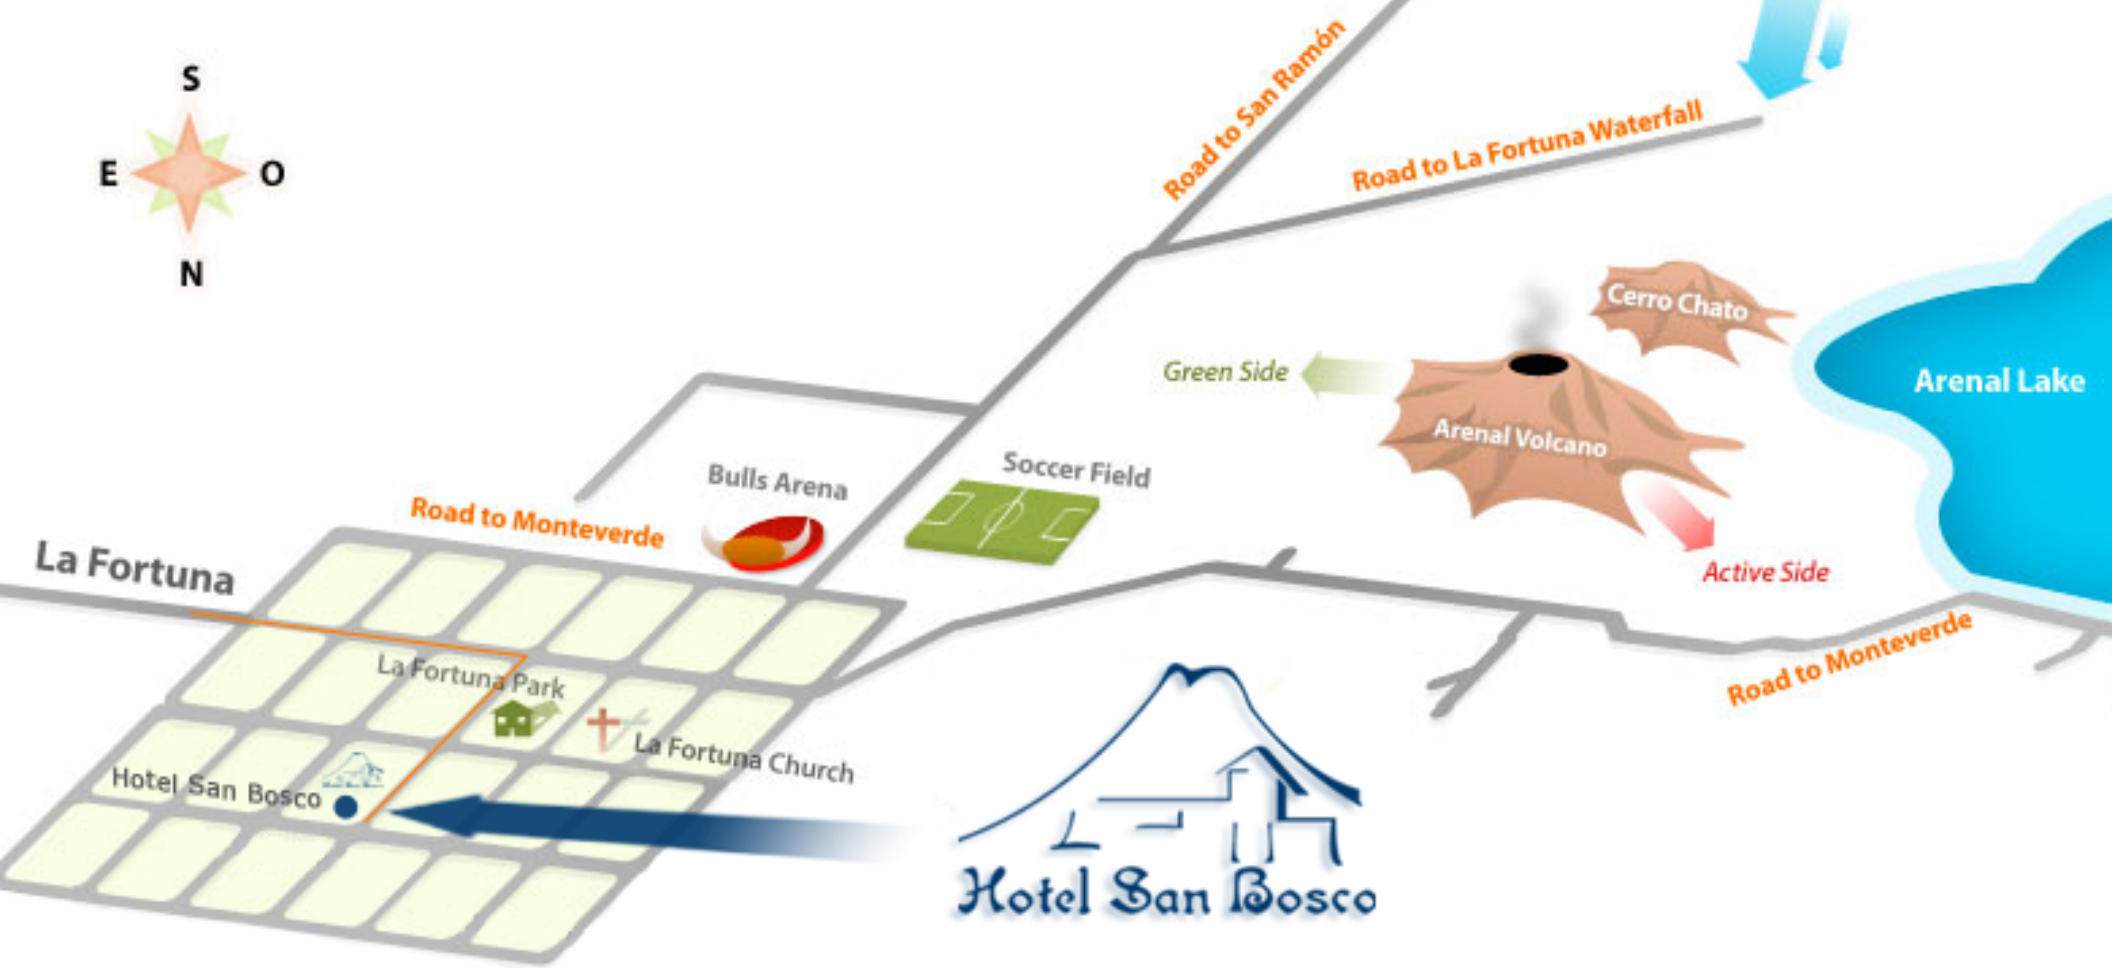 S
E
O
N
Road to San Ramón
Road to La Fortuna Waterfall
Cerro Chato
Green Side
Arenal Lake
Arenal Volcano
Soccer Field
Bulls Arena
Road to Monteverde
La Fortuna
Active Side
Road to Monteverde
La Fortuna Park
La Fortuna Church
Hotel San Bosco
Hotel San Bosco